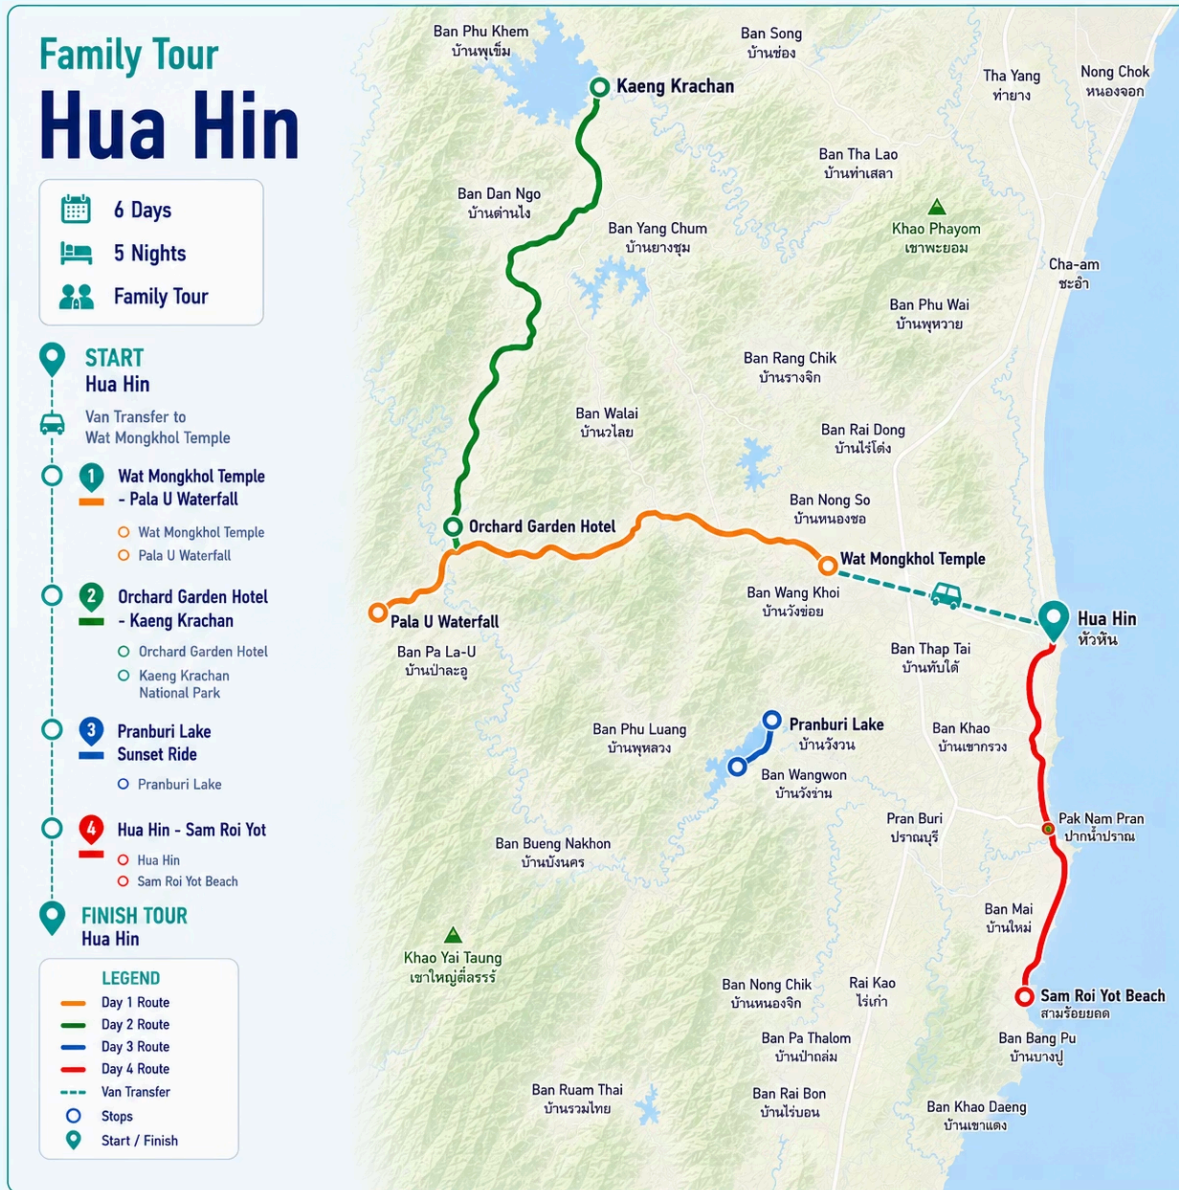 Family Tour
Hua Hin
6 Days
5 Nights
Family Tour
START
Hua Hin
Van Transfer to
Wat Mongkhol Temple
1
Wat Mongkhol Temple
- Pala U Waterfall
Wat Mongkhol Temple
Pala U Waterfall
2
Orchard Garden Hotel
- Kaeng Krachan
Orchard Garden Hotel
Kaeng Krachan
National Park
3
Pranburi Lake
Sunset Ride
Pranburi Lake
4
Hua Hin - Sam Roi Yot
Hua Hin
Sam Roi Yot Beach
FINISH TOUR
Hua Hin
LEGEND
Day 1 Route
Day 2 Route
Day 3 Route
Day 4 Route
Van Transfer
Stops
Start / Finish
Ban Phu Khem
บ้านพุเข็ม
Ban Song
บ้านช่อง
Kaeng Krachan
Tha Yang
ท่ายาง
Nong Chok
หนองจอก
Ban Tha Lao
บ้านท่าเสลา
Ban Dan Ngo
บ้านด่านไง
Ban Yang Chum
บ้านยางชุม
Khao Phayom
เขาพะยอม
Cha-am
ชะอำ
Ban Phu Wai
บ้านพุหวาย
Ban Rang Chik
บ้านรางจิก
Ban Walai
บ้านวไลย
Ban Rai Dong
บ้านไร่โด่ง
Ban Nong So
บ้านหนองซอ
Orchard Garden Hotel
Wat Mongkhol Temple
Ban Wang Khoi
บ้านวังข่อย
Pala U Waterfall
Ban Pa La-U
บ้านป่าละอู
Hua Hin
หัวหิน
Ban Thap Tai
บ้านทับใต้
Ban Phu Luang
บ้านพุหลวง
Pranburi Lake
บ้านวังวน
Ban Khao
บ้านเขากรวง
Ban Wangwon
บ้านวังข่าน
Pran Buri
ปราณบุรี
Pak Nam Pran
ปากน้ำปราณ
Ban Bueng Nakhon
บ้านบังนคร
Ban Mai
บ้านใหม่
Khao Yai Taung
Ban Nong Chik
บ้านหนองจิก
Rai Kao
ไร่เก่า
Sam Roi Yot Beach
สามร้อยยคด
Ban Pa Thalom
บ้านป่าถล่ม
Ban Bang Pu
บ้านบางปู
Ban Ruam Thai
บ้านรวมไทย
Ban Rai Bon
บ้านไร่บอน
Ban Khao Daeng
บ้านเขาแดง